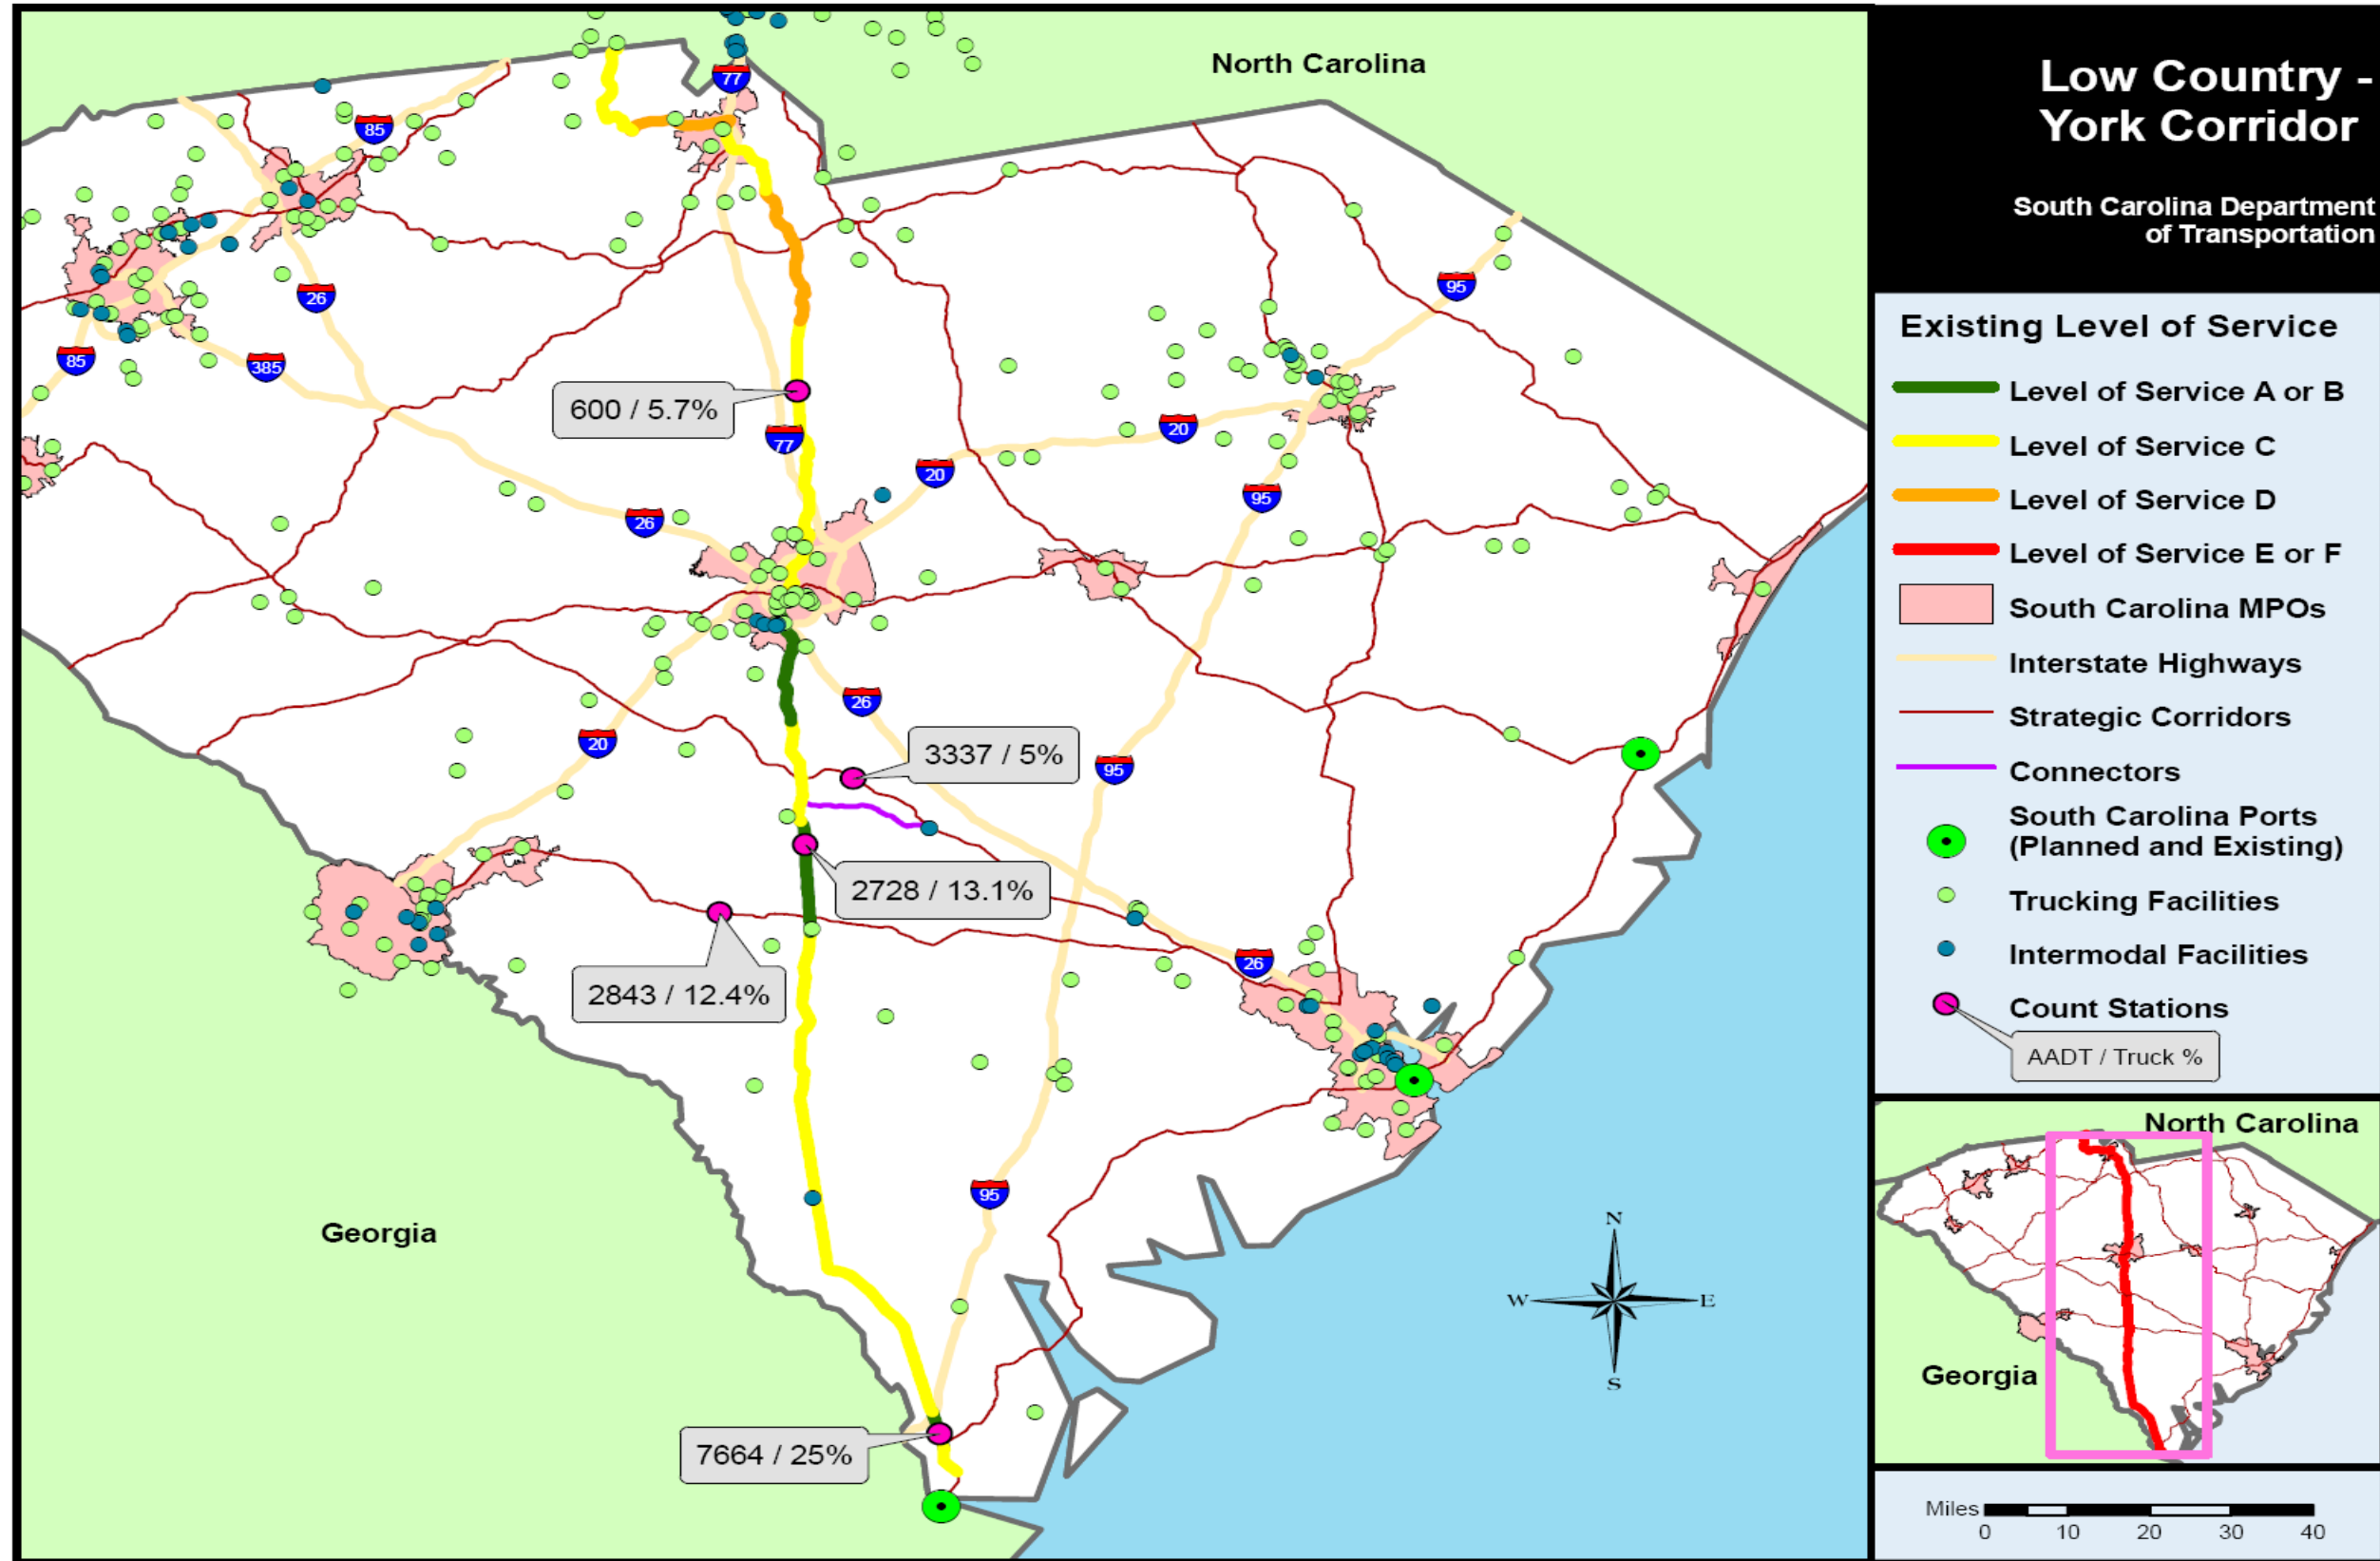 North Carolina
77
85
26
85
385
95
600 / 5.7%
77
20
20
95
26
26
20
3337 / 5%
95
2728 / 13.1%
2843 / 12.4%
26
95
Georgia
7664 / 25%
N
W
E
S
Low Country -
York Corridor
South Carolina Department
of Transportation
Existing Level of Service
Level of Service A or B
Level of Service C
Level of Service D
Level of Service E or F
South Carolina MPOs
Interstate Highways
Strategic Corridors
Connectors
South Carolina Ports
(Planned and Existing)
Trucking Facilities
Intermodal Facilities
Count Stations
AADT / Truck %
North Carolina
Georgia
Miles
0 10 20 30 40